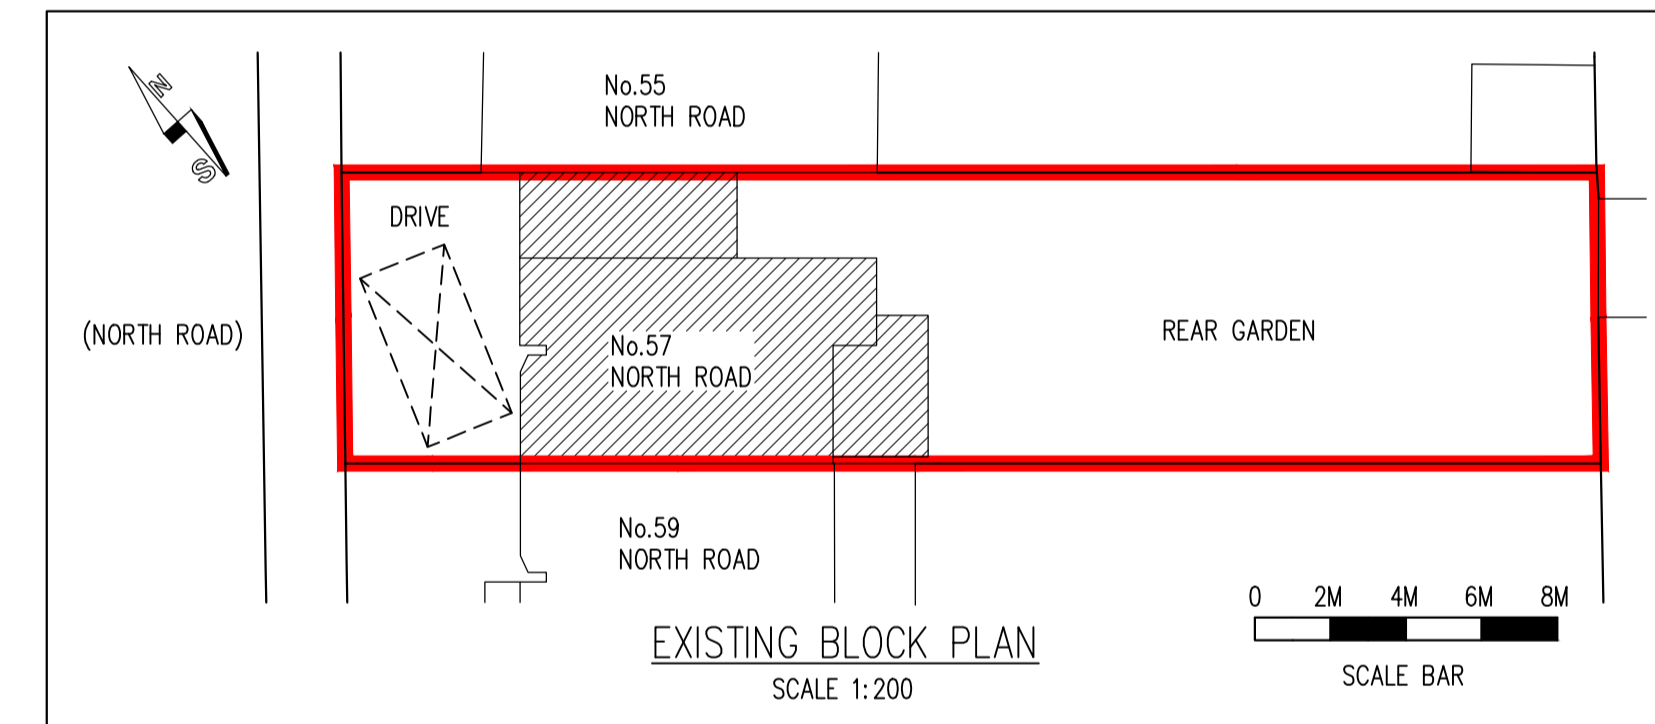 N
S
No.55
NORTH ROAD
DRIVE
(NORTH ROAD)
No.57
NORTH ROAD
REAR GARDEN
No.59
NORTH ROAD
0 2M 4M 6M 8M
SCALE BAR
EXISTING BLOCK PLAN
SCALE 1:200